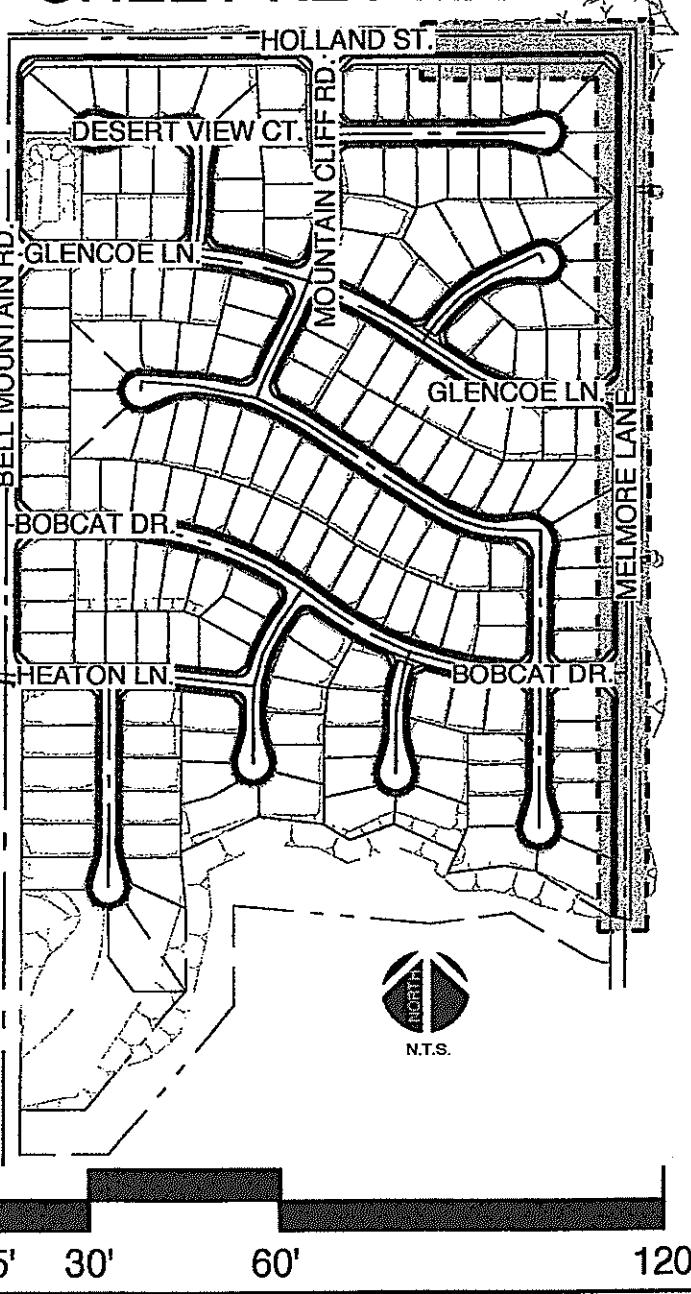 HOLLAND ST.
DESERT VIEW CT.
MOUNTAIN CLIFF RD.
GLENCOE LN.
BELL MOUNTAIN RD.
GLENCOE LN.
MELMORE LANE
BOBCAT DR.
HEATON LN.
BOBCAT DR.
NORTH
N.T.S.
30'
60'
120